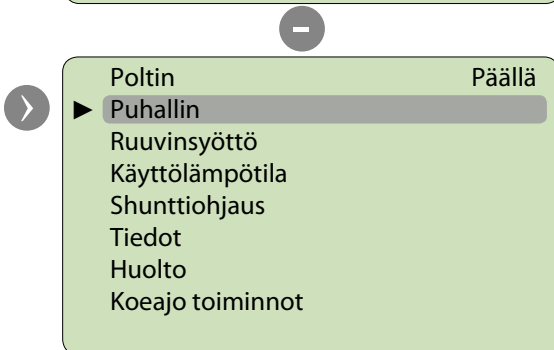 Poltin Päällä
Puhallin
Ruuvinsyöttö
Käyttölämpötila
Shunttiohjaus
Tiedot
Huolto
Koeajo toiminnot